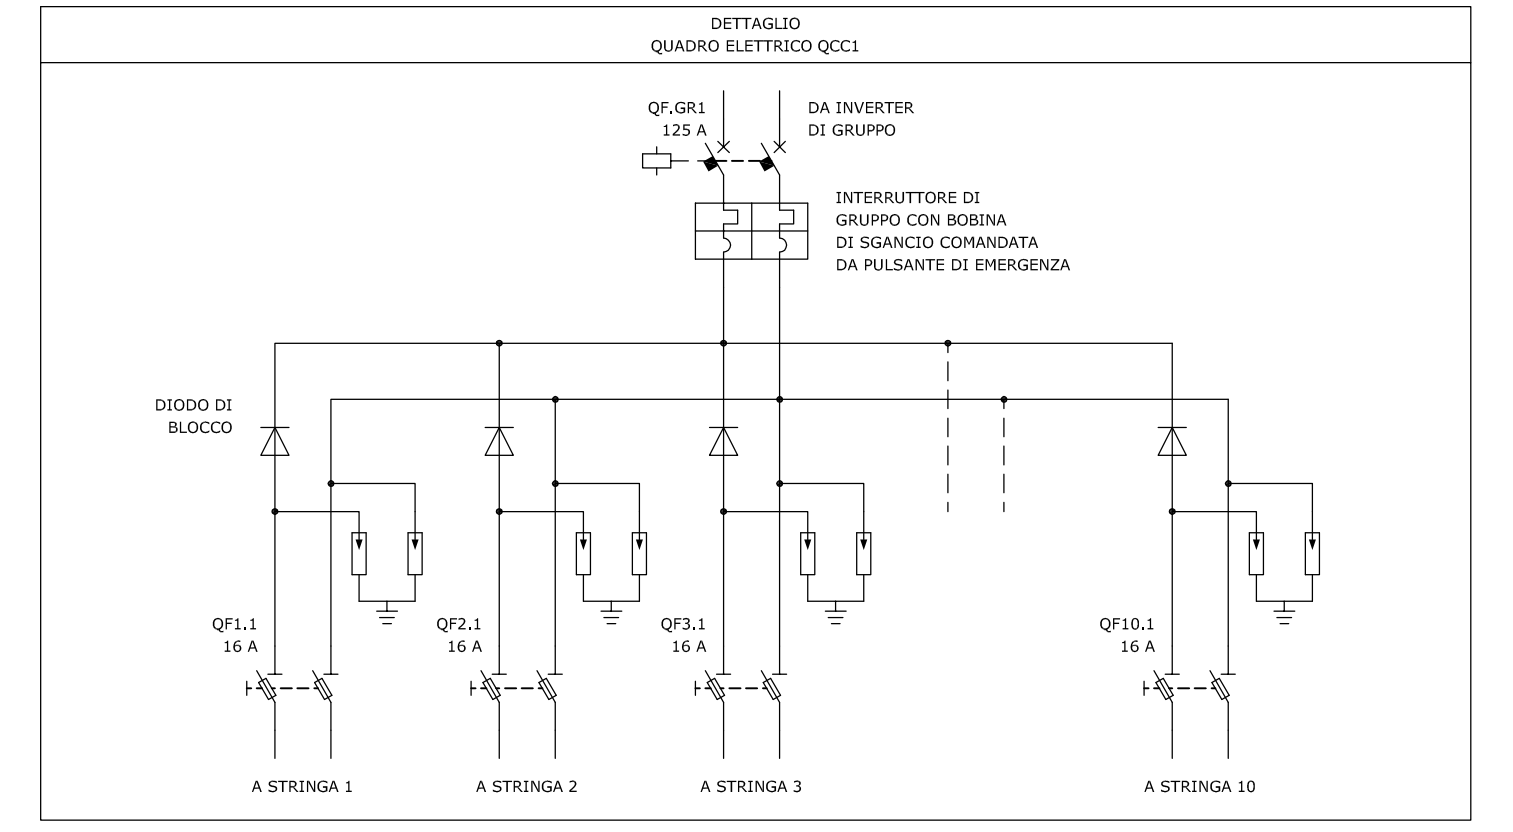 DETTAGLIO
QUADRO ELETTRICO QCC1
QF.GR1
125 A
DA INVERTER
DI GRUPPO
INTERRUTTORE DI
GRUPPO CON BOBINA
DI SGANCIO COMANDATA
DA PULSANTE DI EMERGENZA
DIODO DI
BLOCCO
QF1.1
16 A
QF2.1
16 A
QF3.1
16 A
QF10.1
16 A
A STRINGA 1
A STRINGA 2
A STRINGA 3
A STRINGA 10